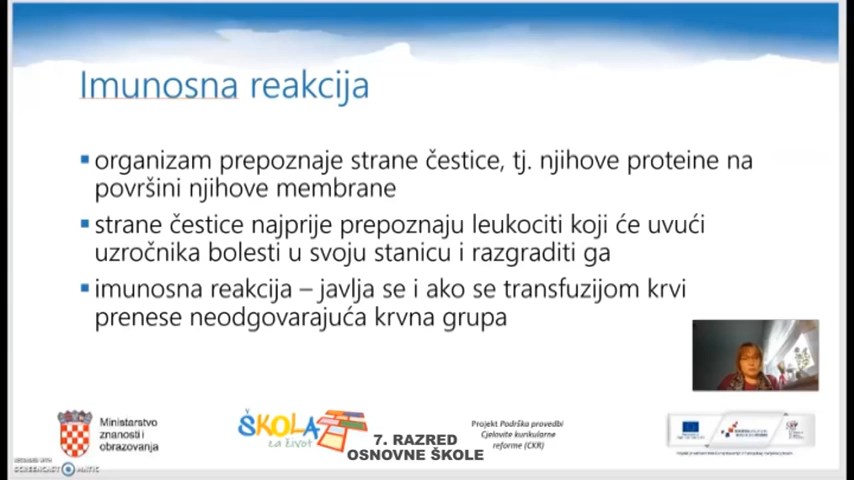 Imunosna reakcija
organizam prepoznaje strane čestice, tj. njihove proteine na
površini njihove membrane
strane čestice najprije prepoznaju leukociti koji će uvući
uzročnika bolesti u svoju stanicu i razgraditi ga
imunosna reakcija – javlja se i ako se transfuzijom krvi
prenese neodgovarajuća krvna grupa
Ministarstvo
znanosti i
obrazovanja
ŠKOLA
za život
7. RAZRED
OSNOVNE ŠKOLE
Projekt Podrška provedbi
Cjelovite kurikularne
reforme (CKR)
SCREENCAST MATIC